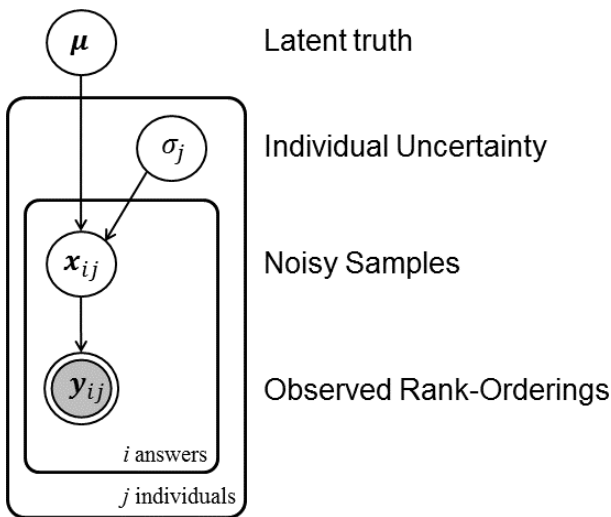 μ Latent truth
σj Individual Uncertainty
xij Noisy Samples
yij Observed Rank-Orderings
i answers
j individuals